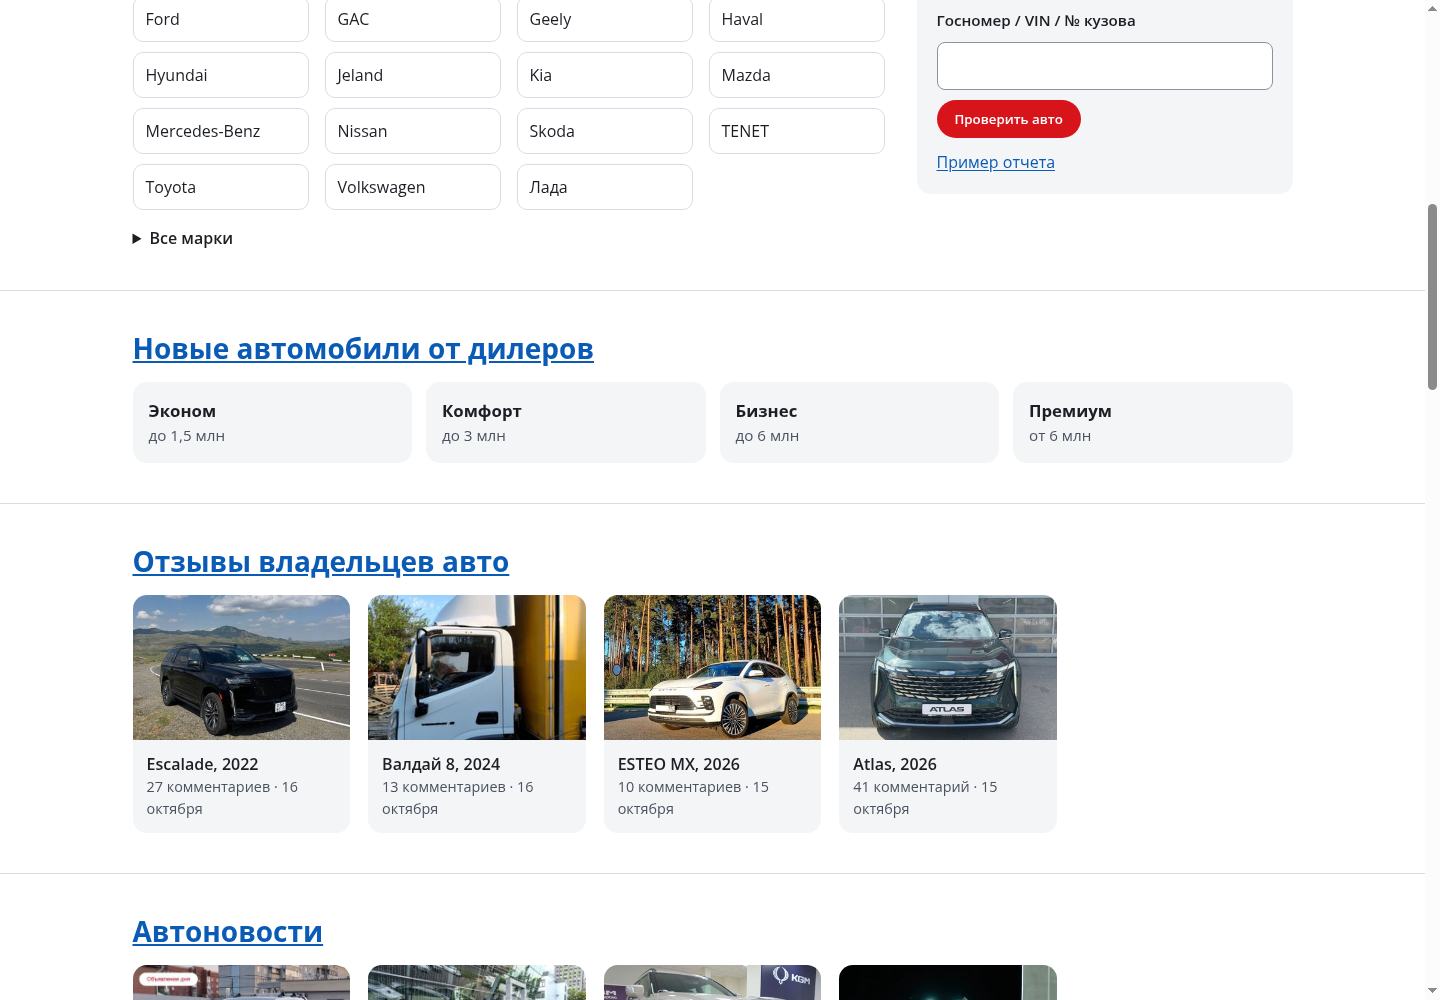 Ford
GAC
Geely
Haval
Hyundai
Jeland
Kia
Mazda
Mercedes-Benz
Nissan
Skoda
TENET
Toyota
Volkswagen
Лада
Все марки
Госномер / VIN / № кузова
Проверить авто
Пример отчета
Новые автомобили от дилеров
Эконом
до 1,5 млн
Комфорт
до 3 млн
Бизнес
до 6 млн
Премиум
от 6 млн
Отзывы владельцев авто
ATLAS
Escalade, 2022
27 комментариев · 16
октября
Валдай 8, 2024
13 комментариев · 16
октября
ESTEO MX, 2026
10 комментариев · 15
октября
Atlas, 2026
41 комментарий · 15
октября
Автоновости
Объявление дня
KGM